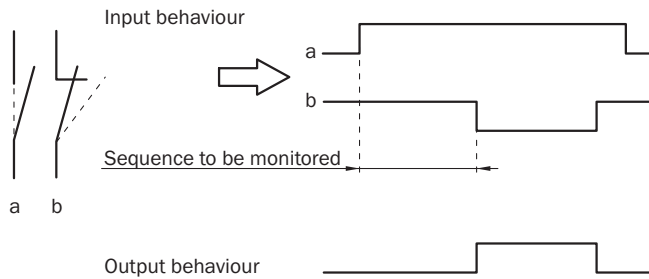 Input behaviour
a
b
Sequence to be monitored
a b
Output behaviour